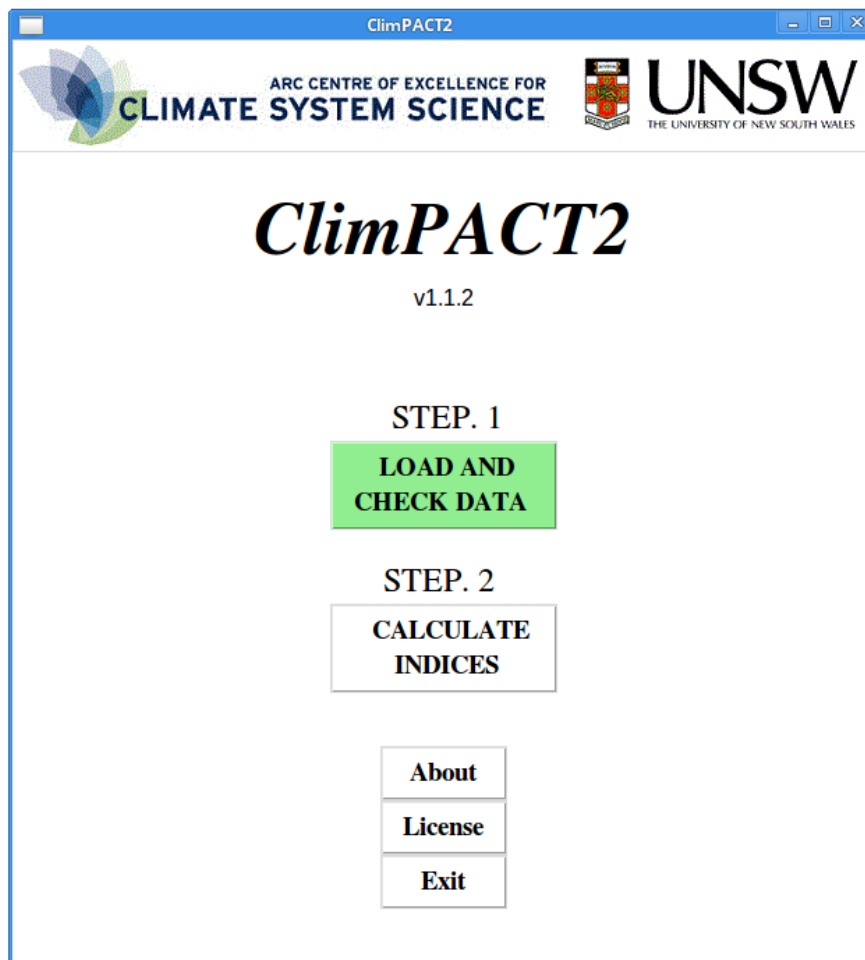 ClimPACT2
ARC CENTRE OF EXCELLENCE FOR
CLIMATE SYSTEM SCIENCE
UNSW
THE UNIVERSITY OF NEW SOUTH WALES
ClimPACT2
v1.1.2
STEP. 1
LOAD AND
CHECK DATA
STEP. 2
CALCULATE
INDICES
About
License
Exit